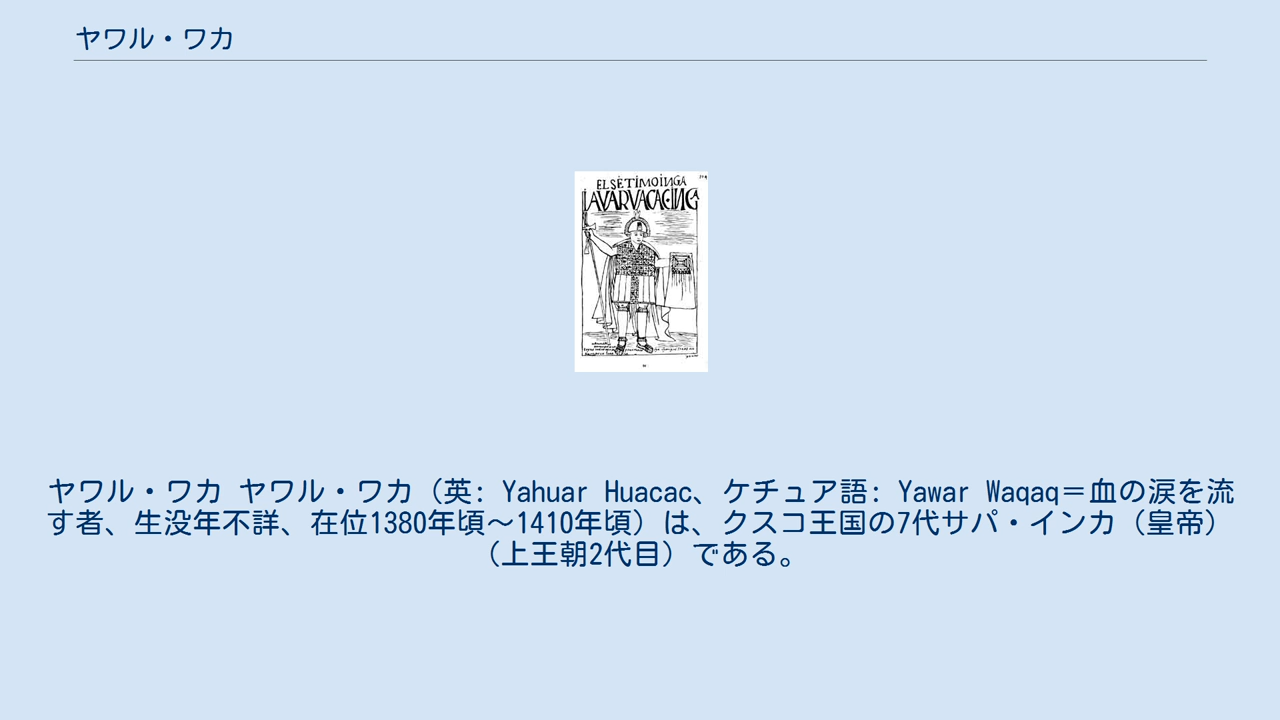 ヤワル・ワカ
EL SETIMO INGA
IAVARVACACINGA
ヤワル・ワカ ヤワル・ワカ（英: Yahuar Huacac、ケチュア語: Yawar Waqaq＝血の涙を流
す者、生没年不詳、在位1380年頃～1410年頃）は、クスコ王国の7代サパ・インカ（皇帝）
（上王朝2代目）である。